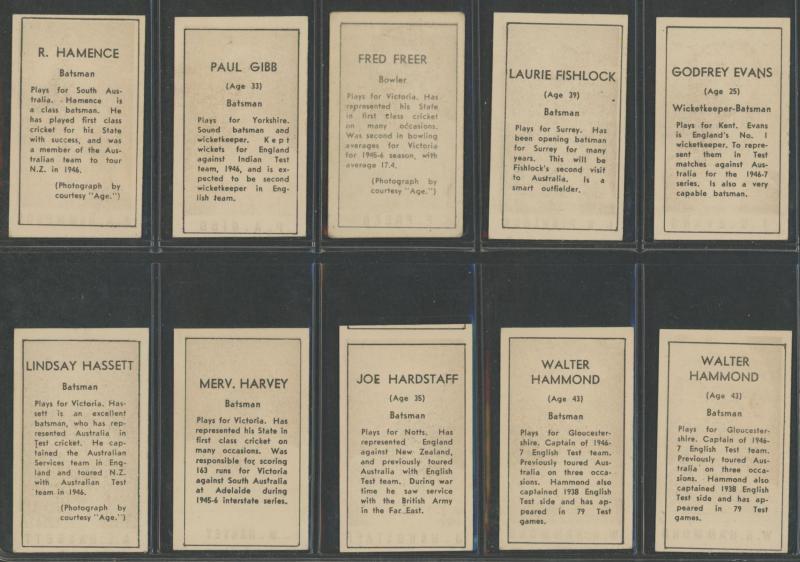 R. HAMENCE
Batsman
Plays for South Aus-
tralia. Hamence is
a class batsman. He
has played first class
cricket for his State
with success, and was
a member of the Aus-
tralian team to tour
N.Z. in 1946.
(Photograph by
courtesy "Age.")
PAUL GIBB
(Age 33)
Batsman
Plays for Yorkshire.
Sound batsman and
wicketkeeper. Kept
wickets for England
against Indian Test
team, 1946, and is ex-
pected to be second
wicketkeeper in Eng-
lish team.
FRED FREER
Bowler
Plays for Victoria. Has
represented his State
in first class cricket
on many occasions.
Was second in bowling
averages for Victoria
for 1945-6 season, with
average 17.4.
(Photograph by
courtesy "Age.")
LAURIE FISHLOCK
(Age 39)
Batsman
Plays for Surrey. Has
been opening batsman
for Surrey for many
years. This will be
Fishlock's second visit
to Australia. Is a
smart outfielder.
GODFREY EVANS
(Age 25)
Wicketkeeper-Batsman
Plays for Kent. Evans
is England's No. 1
wicketkeeper. To repre-
sent them in Test
matches against Aus-
tralia for the 1946-7
series. Is also a very
capable batsman.
LINDSAY HASSETT
Batsman
Plays for Victoria. Has-
sett is an excellent
batsman, who has rep-
resented Australia in
Test cricket. He cap-
tained the Australian
Services team in Eng-
land and toured N.Z.
with Australian Test
team in 1946.
(Photograph by
courtesy "Age.")
MERV. HARVEY
Batsman
Plays for Victoria. Has
represented his State in
first class cricket on
many occasions. Was
responsible for scoring
163 runs for Victoria
against South Australia
at Adelaide during
1945-6 interstate series.
JOE HARDSTAFF
(Age 35)
Batsman
Plays for Notts. Has
represented England
against New Zealand,
and previously toured
Australia with English
Test team. During war
time he saw service
with the British Army
in the Far East.
WALTER
HAMMOND
(Age 43)
Batsman
Plays for Gloucester-
shire. Captain of 1946-
7 English Test team.
Previously toured Aus-
tralia on three occa-
sions. Hammond also
captained 1938 English
Test side and has ap-
peared in 79 Test
games.
WALTER
HAMMOND
(Age 43)
Batsman
Plays for Gloucester-
shire. Captain of 1946-
7 English Test team.
Previously toured Aus-
tralia on three occa-
sions. Hammond also
captained 1938 English
Test side and has ap-
peared in 79 Test
games.